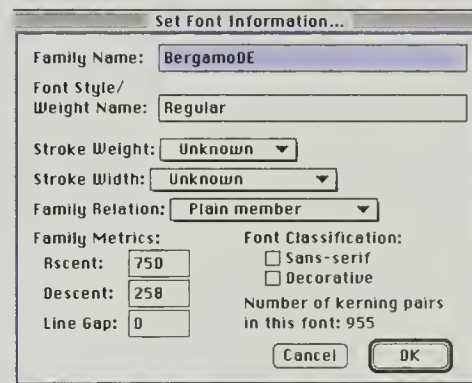 Set Font Information...
Family Name: BergamoDE
Font Style/
Weight Name: Regular
Stroke Weight: Unknown
Stroke Width: Unknown
Family Relation: Plain member
Family Metrics:
Ascent: 750
Descent: 258
Line Gap: 0
Font Classification:
Sans-serif
Decorative
Number of kerning pairs
in this font: 955
Cancel OK